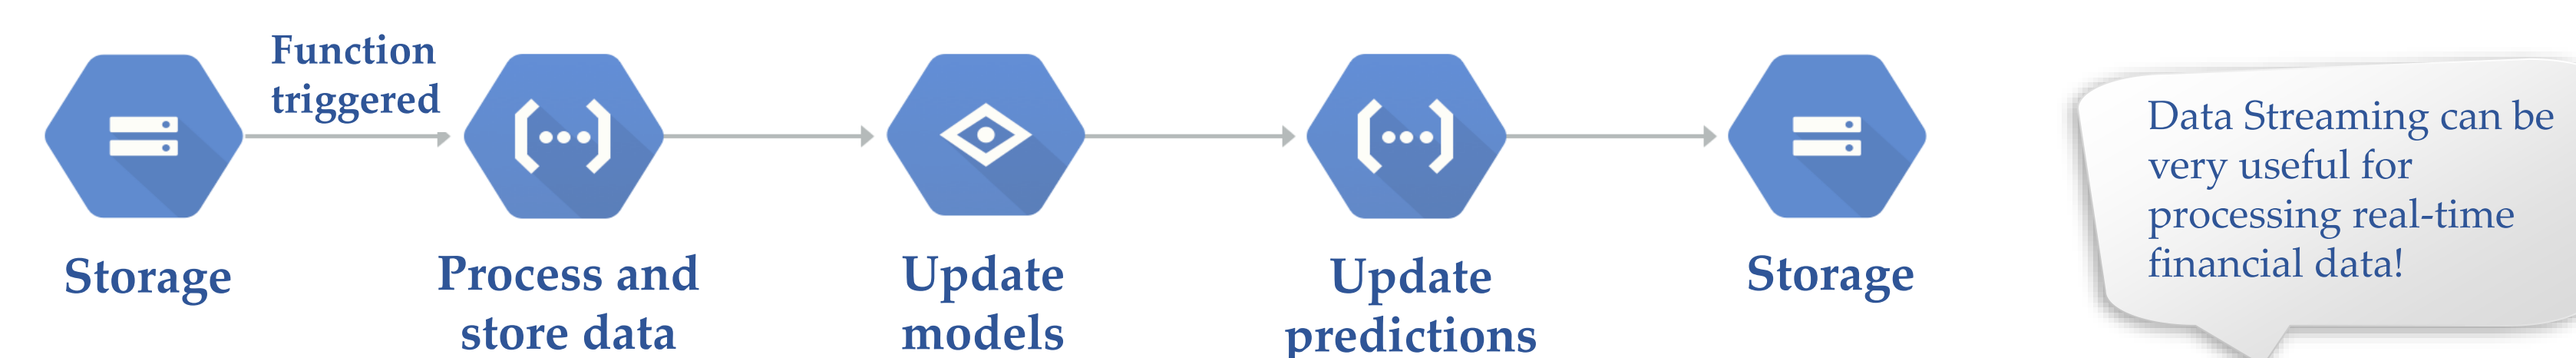 Function
triggered
Storage
Process and
store data
Update
models
Update
predictions
Storage
Data Streaming can be
very useful for
processing real-time
financial data!